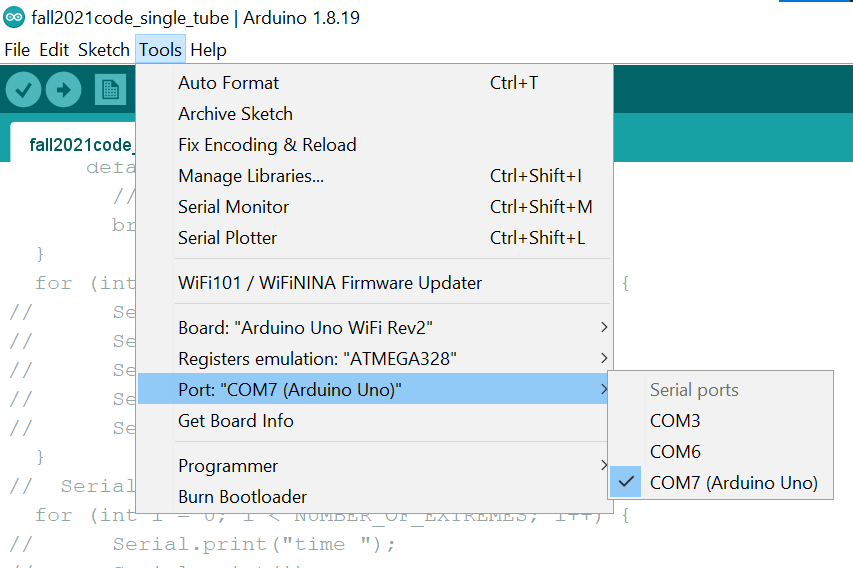 fall2021code_single_tube | Arduino 1.8.19
File Edit Sketch Tools Help
Auto Format Ctrl+T
Archive Sketch
fall2021code_
Fix Encoding & Reload
defa
Manage Libraries... Ctrl+Shift+I
//
Serial Monitor Ctrl+Shift+M
br
Serial Plotter Ctrl+Shift+L
}
for (int
WiFi101 / WiFiNINA Firmware Updater
{
// Se
Board: "Arduino Uno WiFi Rev2"
// Se
Registers emulation: "ATMEGA328"
// Se
Port: "COM7 (Arduino Uno)"
Serial ports
// Se
Get Board Info
COM3
// Se
COM6
}
Programmer
COM7 (Arduino Uno)
// Serial
Burn Bootloader
for (int i = 0; i < NUMBER_OF_EXTREMES; i++) {
// Serial.print("time ");
//